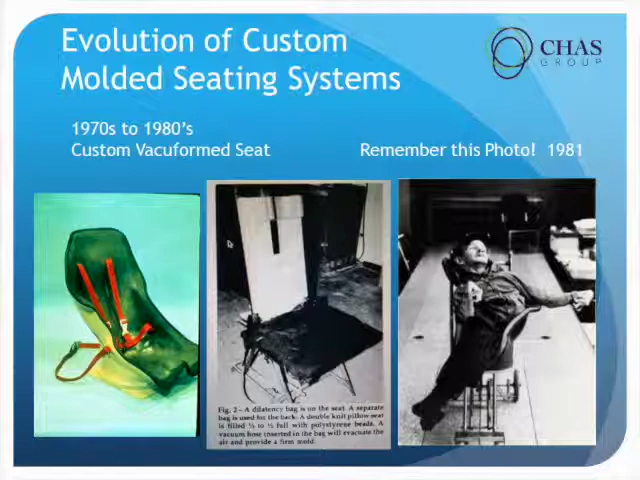 Evolution of Custom
Molded Seating Systems
CHAS
GROUP
1970s to 1980's
Custom Vacuformed Seat
Remember this Photo! 1981
Fig. 2–A dilatency bag is on the seat. A separate
bag is used for the back. A double knit pillow seat
is filled ⅓ to ½ full with polystyrene beads. A
vacuum hose inserted in the bag will evacuate the
air and provide a firm mold.